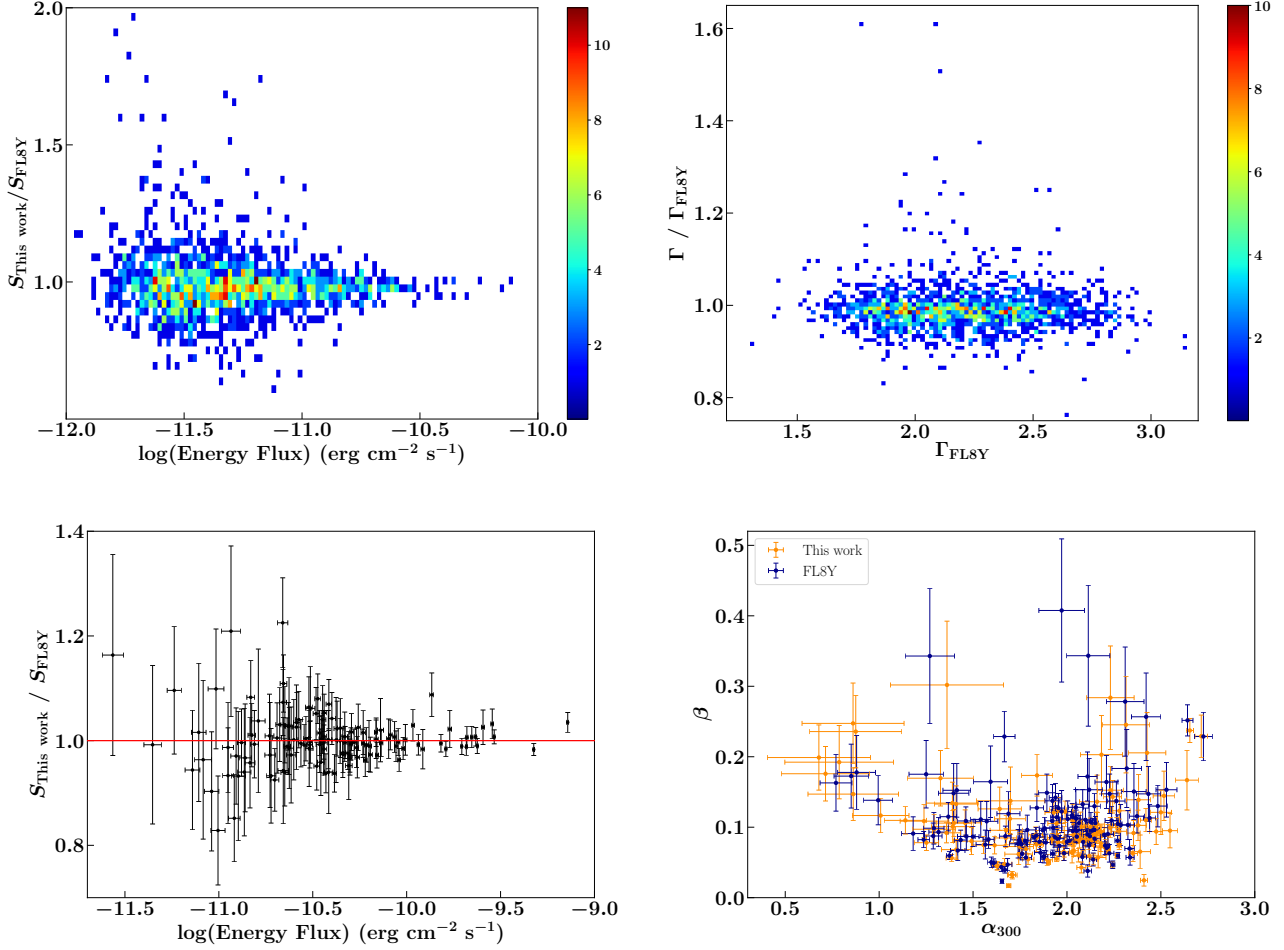 2.0
1.5
1.0
S_This work/S_FL8Y
−12.0 −11.5 −11.0 −10.5 −10.0
log(Energy Flux) (erg cm⁻² s⁻¹)
10
8
6
4
2
1.6
1.4
1.2
1.0
0.8
Γ / Γ_FL8Y
1.5 2.0 2.5 3.0
Γ_FL8Y
10
8
6
4
2
1.4
1.2
1.0
0.8
S_This work / S_FL8Y
−11.5 −11.0 −10.5 −10.0 −9.5 −9.0
log(Energy Flux) (erg cm⁻² s⁻¹)
0.5
0.4
0.3
0.2
0.1
0.0
β
This work
FL8Y
0.5 1.0 1.5 2.0 2.5 3.0
α₃₀₀